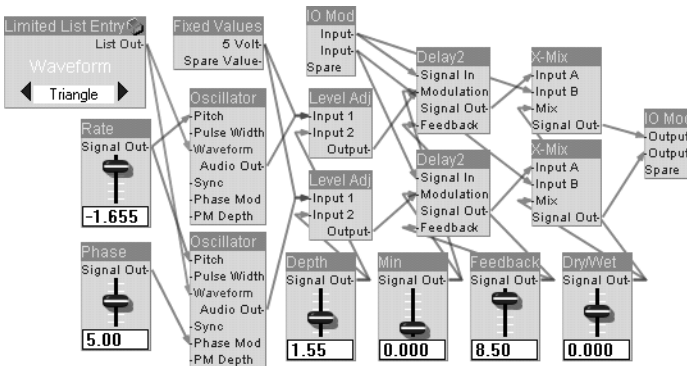 Limited List Entry
List Out
Waveform
Triangle
Fixed Values
5 Volt
Spare Value
IO Mod
Input
Input
Spare
Rate
Signal Out
-1.655
Phase
Signal Out
5.00
Oscillator
Pitch
Pulse Width
Waveform
Audio Out
Sync
Phase Mod
PM Depth
Oscillator
Pitch
Pulse Width
Waveform
Audio Out
Sync
Phase Mod
PM Depth
Level Adj
Input 1
Input 2
Output
Level Adj
Input 1
Input 2
Output
Delay2
Signal In
Modulation
Signal Out
Feedback
Delay2
Signal In
Modulation
Signal Out
Feedback
X-Mix
Input A
Input B
Mix
Signal Out
X-Mix
Input A
Input B
Mix
Signal Out
IO Mod
Output
Output
Spare
Depth
Signal Out
1.55
Min
Signal Out
0.000
Feedback
Signal Out
8.50
Dry/Wet
Signal Out
0.000